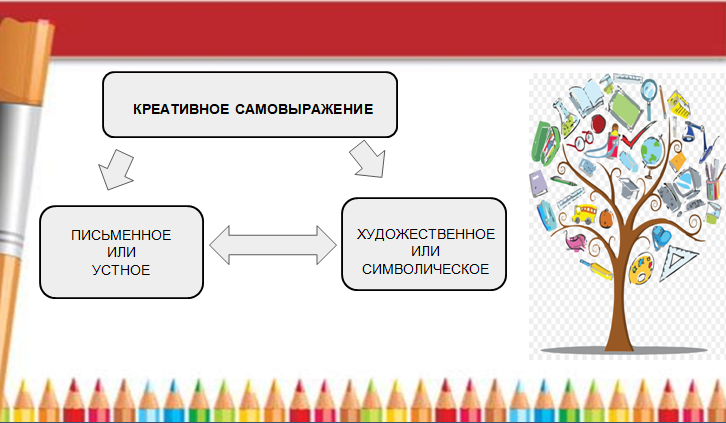 КРЕАТИВНОЕ САМОВЫРАЖЕНИЕ
ПИСЬМЕННОЕ
ИЛИ
УСТНОЕ
ХУДОЖЕСТВЕННОЕ
ИЛИ
СИМВОЛИЧЕСКОЕ